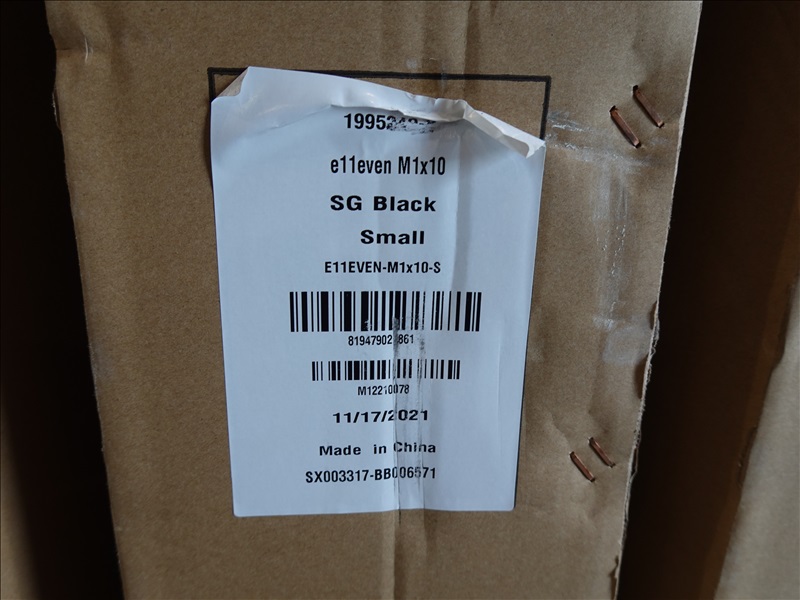 e11even M1x10
SG Black
Small
E11EVEN-M1x10-S
M12210078
11/17/2021
Made in China
SX003317-BB006571